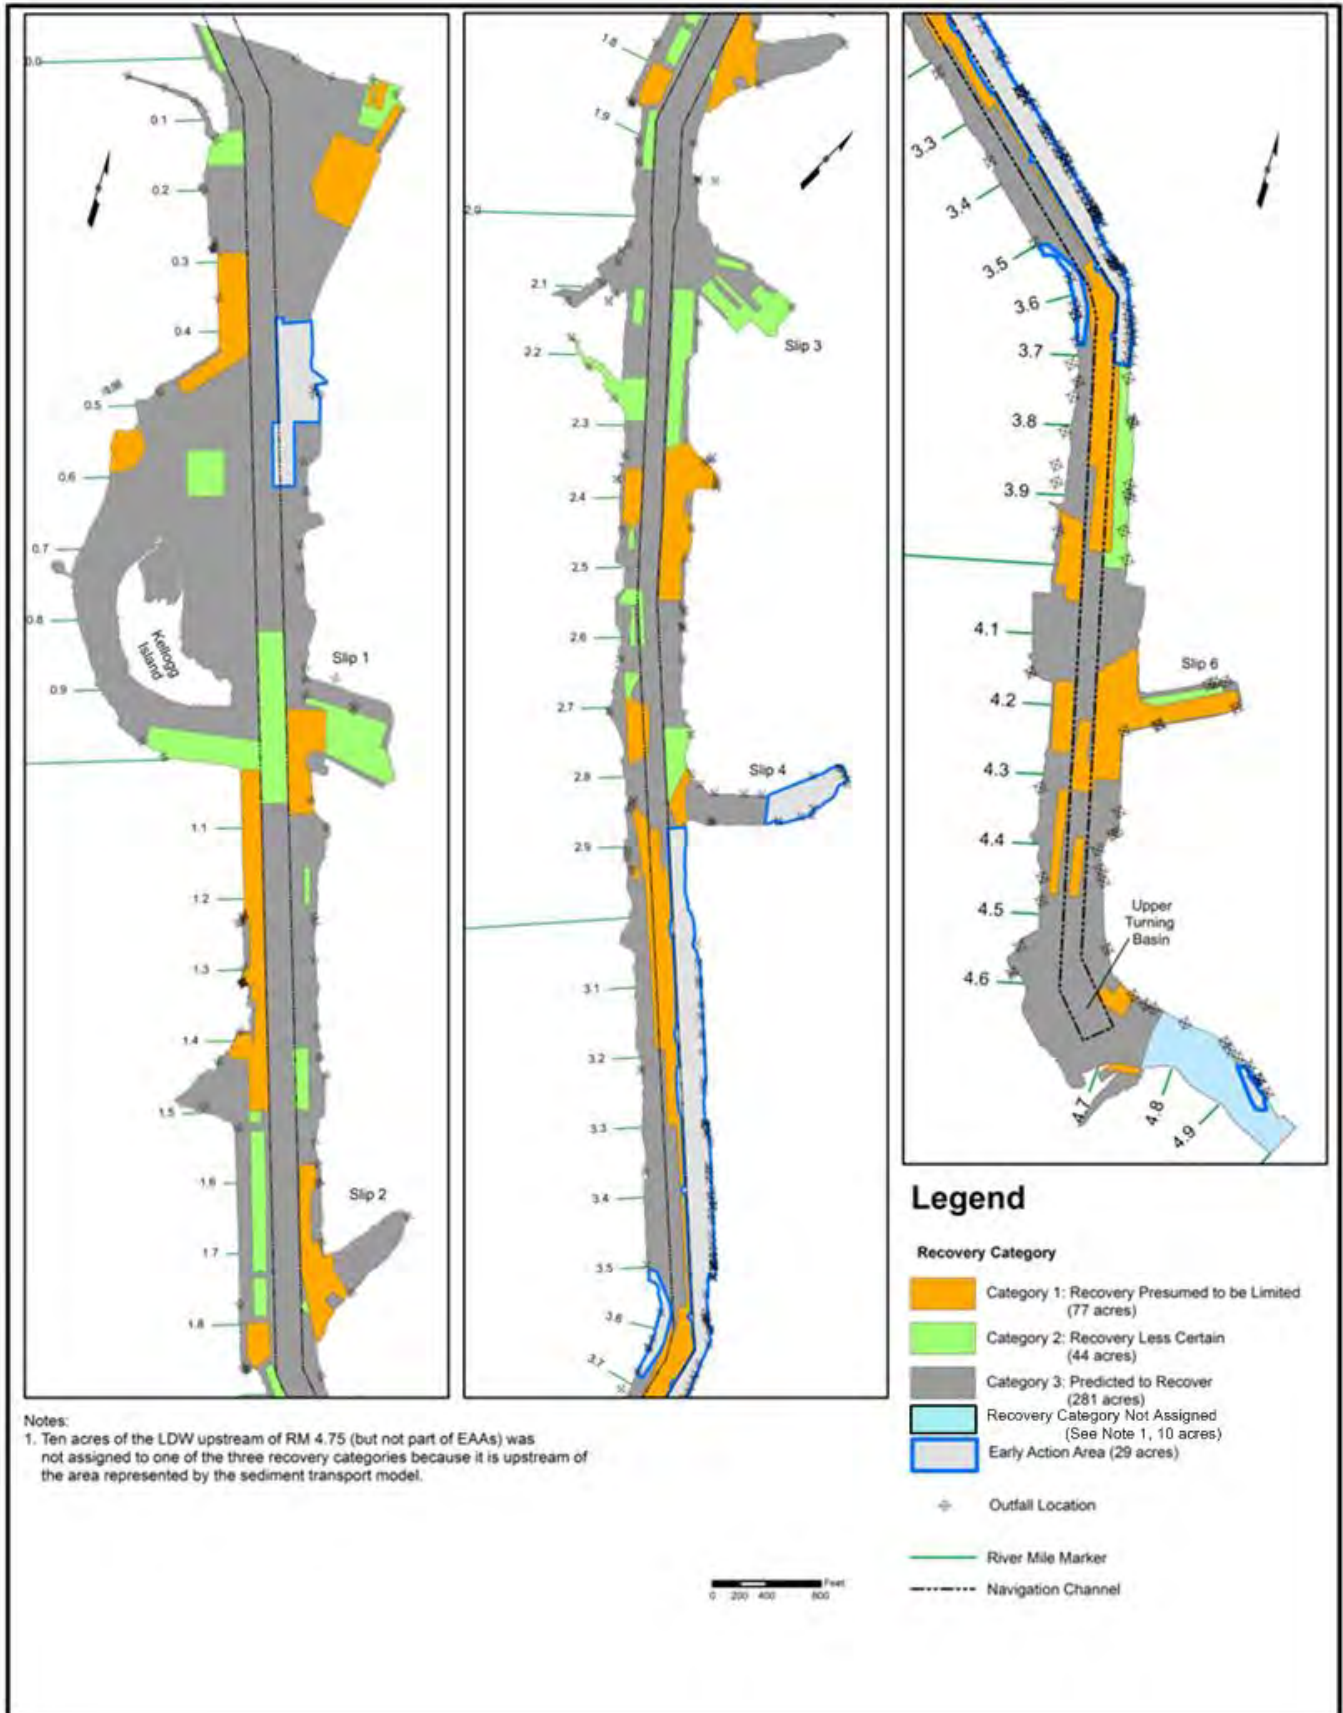 0.0
0.1
0.2
0.3
0.4
0.5
0.6
0.7
0.8
0.9
Kellogg
Island
Slip 1
1.1
1.2
1.3
1.4
1.5
1.6
1.7
1.8
Slip 2
1.8
1.9
2.0
2.1
2.2
Slip 3
2.3
2.4
2.5
2.6
2.7
2.8
Slip 4
2.9
3.1
3.2
3.3
3.4
3.5
3.6
3.7
3.3
3.4
3.5
3.6
3.7
3.8
3.9
4.1
Slip 6
4.2
4.3
4.4
4.5
Upper
Turning
Basin
4.6
4.7
4.8
4.9
Legend
Recovery Category
Category 1: Recovery Presumed to be Limited
(77 acres)
Category 2: Recovery Less Certain
(44 acres)
Category 3: Predicted to Recover
(281 acres)
Recovery Category Not Assigned
(See Note 1, 10 acres)
Early Action Area (29 acres)
Outfall Location
River Mile Marker
Navigation Channel
Notes:
1. Ten acres of the LDW upstream of RM 4.75 (but not part of EAAs) was
not assigned to one of the three recovery categories because it is upstream of
the area represented by the sediment transport model.
Feet
0 200 400 800